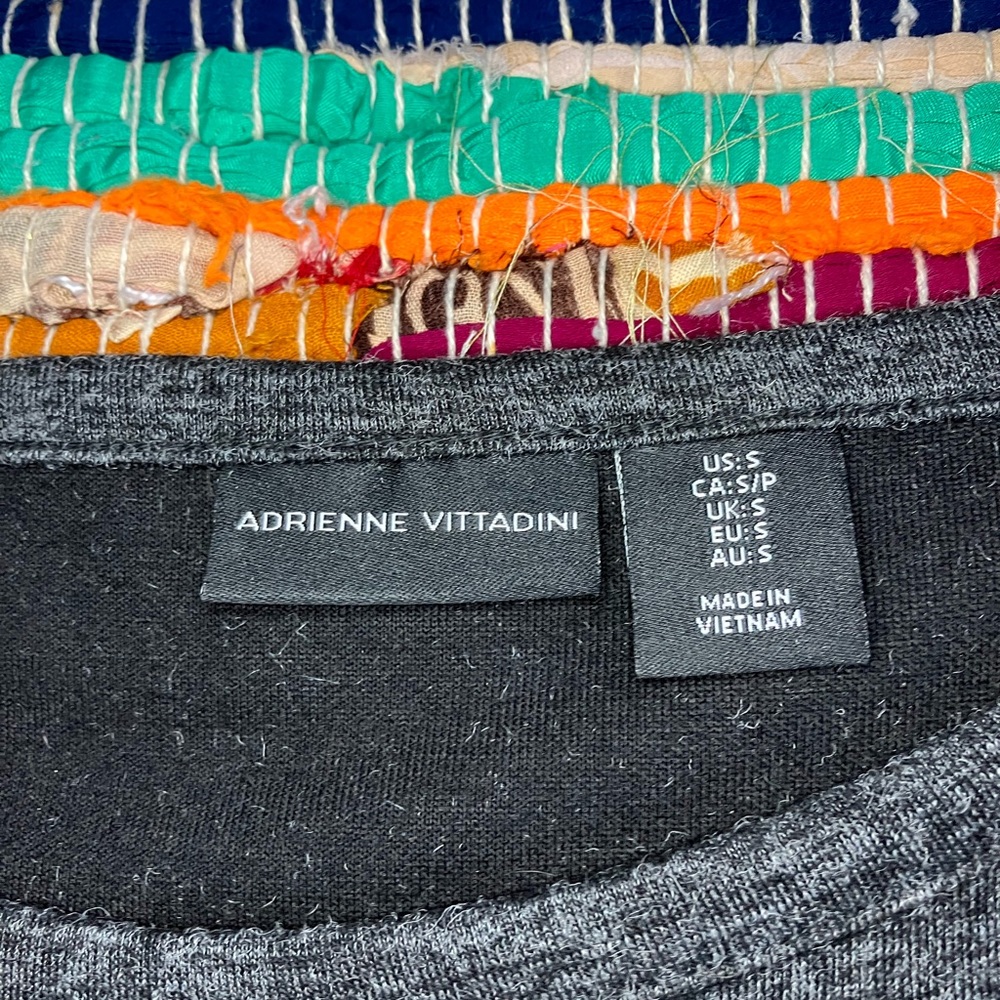 ADRIENNE VITTADINI
US: S
CA: S/P
UK: S
EU: S
AU: S
MADE IN
VIETNAM